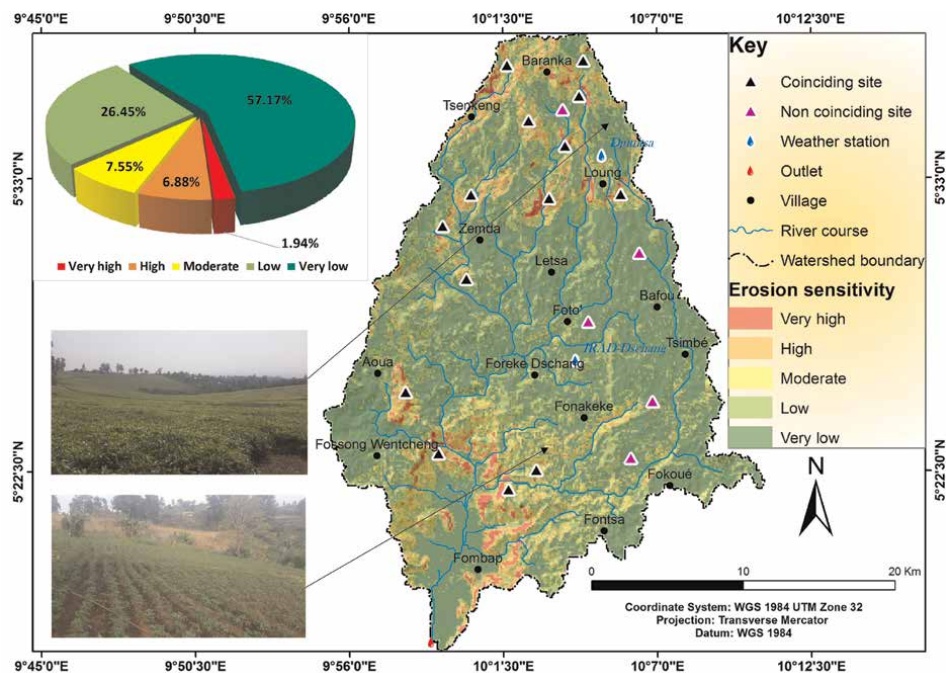 9°45'0"E 9°50'30"E 9°56'0"E 10°1'30"E 10°7'0"E 10°12'30"E
57.17%
26.45%
7.55%
6.88%
1.94%
Very high High Moderate Low Very low
5°33'0"N
5°22'30"N
Baranka
Tsenkeng
Djuttitsa
Loung
Zemda
Letsa
Bafou
Foto'
IRAD-Dschang
Tsimbé
Aoua
Foreke Dschang
Fonakeke
Fossong Wentcheng
Fokoué
Fontsa
Fombap
Key
Coinciding site
Non coinciding site
Weather station
Outlet
Village
River course
Watershed boundary
Erosion sensitivity
Very high
High
Moderate
Low
Very low
5°33'0"N
5°22'30"N
N
0 10 20 Km
Coordinate System: WGS 1984 UTM Zone 32
Projection: Transverse Mercator
Datum: WGS 1984
9°45'0"E 9°50'30"E 9°56'0"E 10°1'30"E 10°7'0"E 10°12'30"E